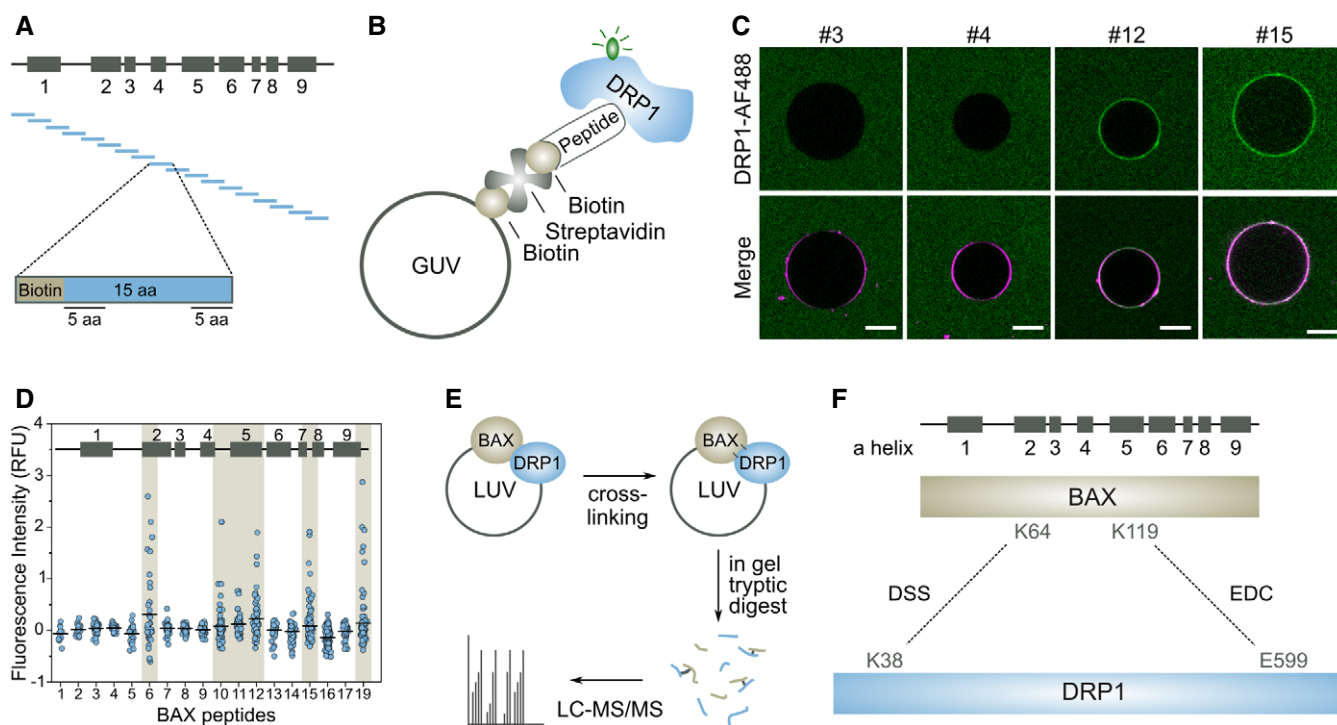 A
1 2 3 4 5 6 7 8 9
Biotin 15 aa
5 aa 5 aa
B
DRP1
Peptide
Biotin
Streptavidin
Biotin
GUV
C
#3 #4 #12 #15
DRP1-AF488
Merge
D
Fluorescence Intensity (RFU)
4
3
2
1
0
-1
1 2 3 4 5 6 7 8 9
1 2 3 4 5 6 7 8 9 10 11 12 13 14 15 16 17 19
BAX peptides
E
BAX
DRP1
LUV
cross-
linking
BAX
DRP1
LUV
in gel
tryptic
digest
LC-MS/MS
F
a helix
1 2 3 4 5 6 7 8 9
BAX
K64 K119
DSS EDC
K38 E599
DRP1